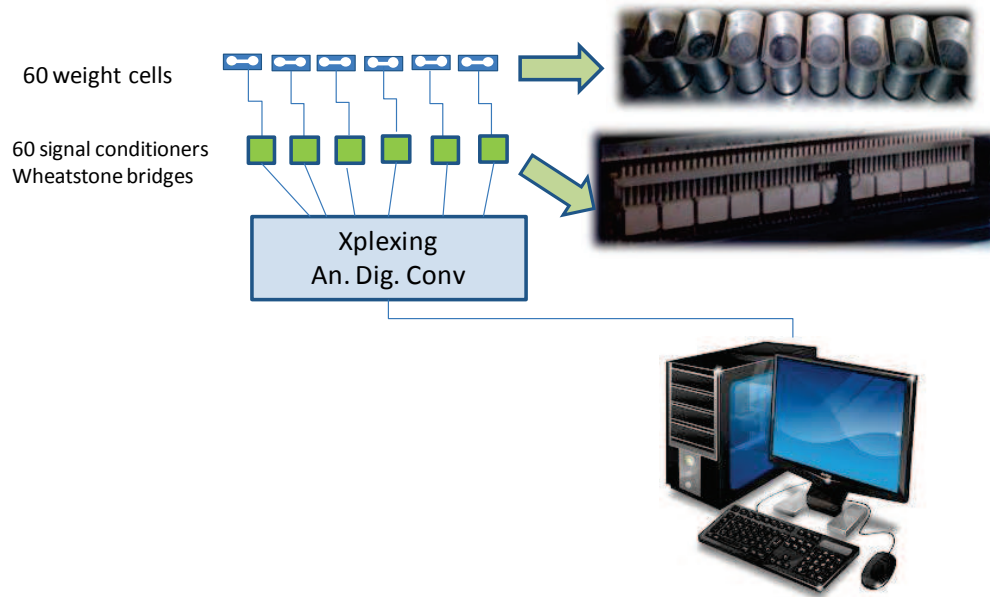 60 weight cells
60 signal conditioners
Wheatstone bridges
Xplexing
An. Dig. Conv